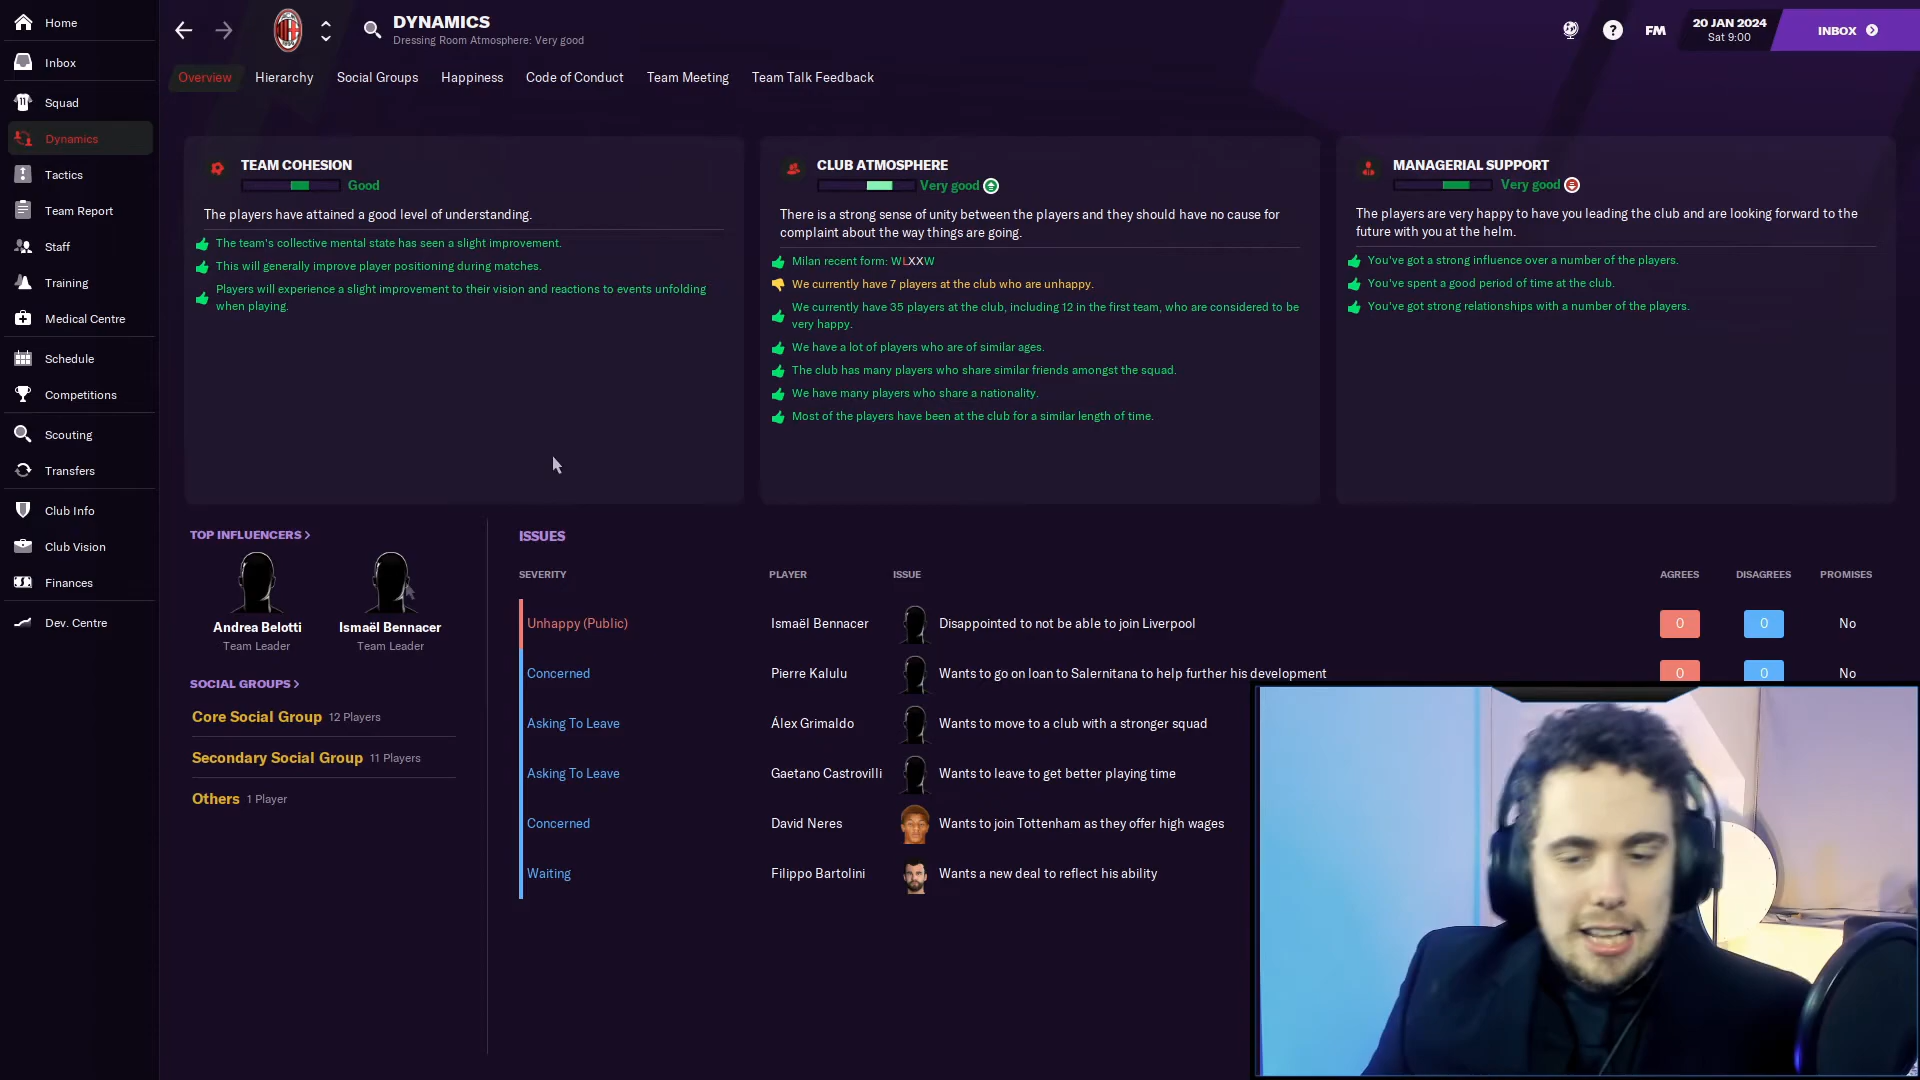 Home
Inbox
Squad
Dynamics
Tactics
Team Report
Staff
Training
Medical Centre
Schedule
Competitions
Scouting
Transfers
Club Info
Club Vision
Finances
Dev. Centre
DYNAMICS
Dressing Room Atmosphere: Very good
FM
20 JAN 2024
Sat 9:00
INBOX
Overview Hierarchy Social Groups Happiness Code of Conduct Team Meeting Team Talk Feedback
TEAM COHESION
Good
The players have attained a good level of understanding.
The team's collective mental state has seen a slight improvement.
This will generally improve player positioning during matches.
Players will experience a slight improvement to their vision and reactions to events unfolding
when playing.
CLUB ATMOSPHERE
Very good
There is a strong sense of unity between the players and they should have no cause for
complaint about the way things are going.
Milan recent form: WLXXW
We currently have 7 players at the club who are unhappy.
We currently have 35 players at the club, including 12 in the first team, who are considered to be
very happy.
We have a lot of players who are of similar ages.
The club has many players who share similar friends amongst the squad.
We have many players who share a nationality.
Most of the players have been at the club for a similar length of time.
MANAGERIAL SUPPORT
Very good
The players are very happy to have you leading the club and are looking forward to the
future with you at the helm.
You've got a strong influence over a number of the players.
You've spent a good period of time at the club.
You've got strong relationships with a number of the players.
TOP INFLUENCERS >
Andrea Belotti
Team Leader
Ismaël Bennacer
Team Leader
SOCIAL GROUPS >
Core Social Group 12 Players
Secondary Social Group 11 Players
Others 1 Player
ISSUES
SEVERITY PLAYER ISSUE AGREES DISAGREES PROMISES
Unhappy (Public) Ismaël Bennacer Disappointed to not be able to join Liverpool 0 0 No
Concerned Pierre Kalulu Wants to go on loan to Salernitana to help further his development 0 0 No
Asking To Leave Álex Grimaldo Wants to move to a club with a stronger squad
Asking To Leave Gaetano Castrovilli Wants to leave to get better playing time
Concerned David Neres Wants to join Tottenham as they offer high wages
Waiting Filippo Bartolini Wants a new deal to reflect his ability